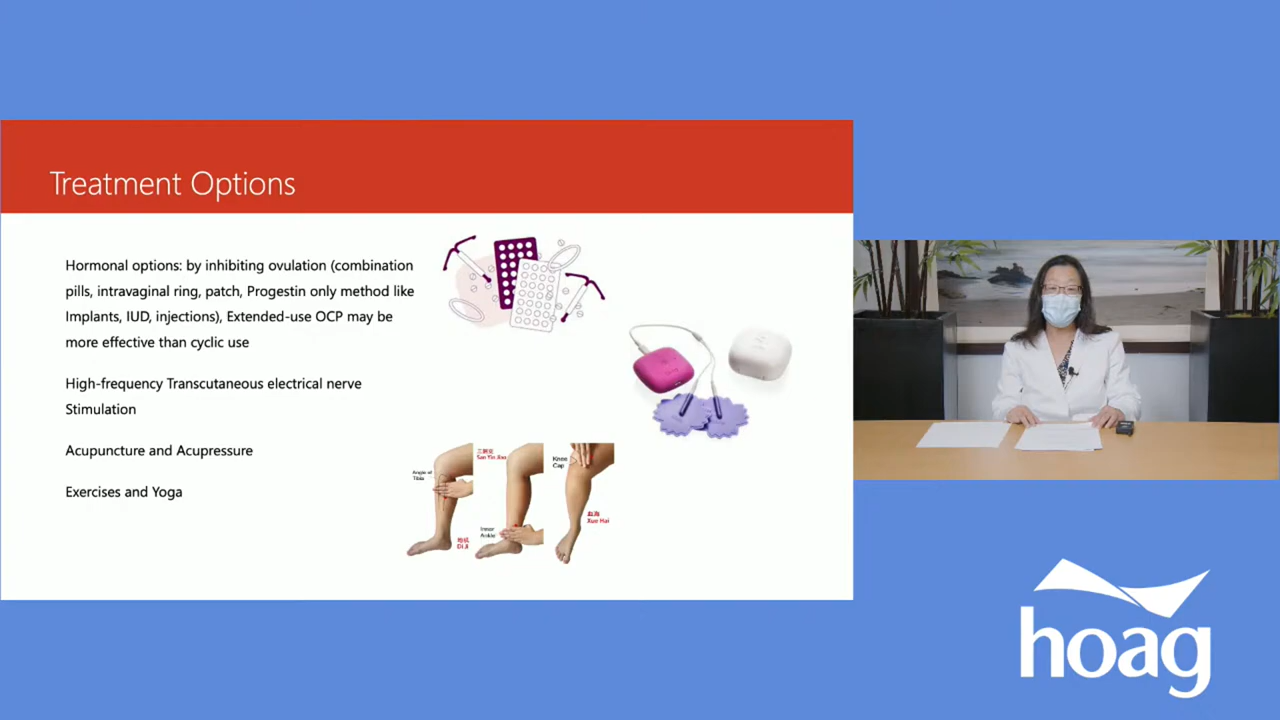 Treatment Options
Hormonal options: by inhibiting ovulation (combination
pills, intravaginal ring, patch, Progestin only method like
Implants, IUD, injections), Extended-use OCP may be
more effective than cyclic use
High-frequency Transcutaneous electrical nerve
Stimulation
Acupuncture and Acupressure
Exercises and Yoga
Angle of
Tibia
地机
Di Ji
三陰交
San Yin Jiao
Inner
Ankle
Knee
Cap
血海
Xue Hai
hoag